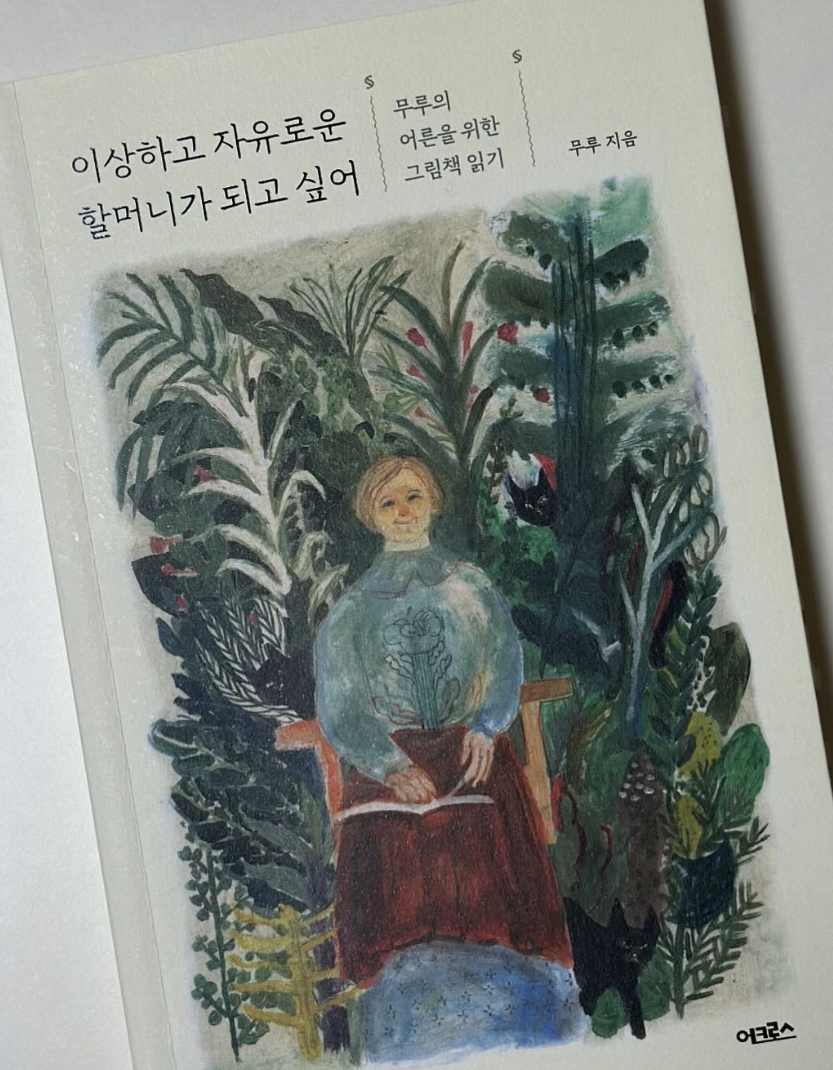 이상하고 자유로운
할머니가 되고 싶어
무루의
어른을 위한
그림책 읽기
무루 지음
어크로스